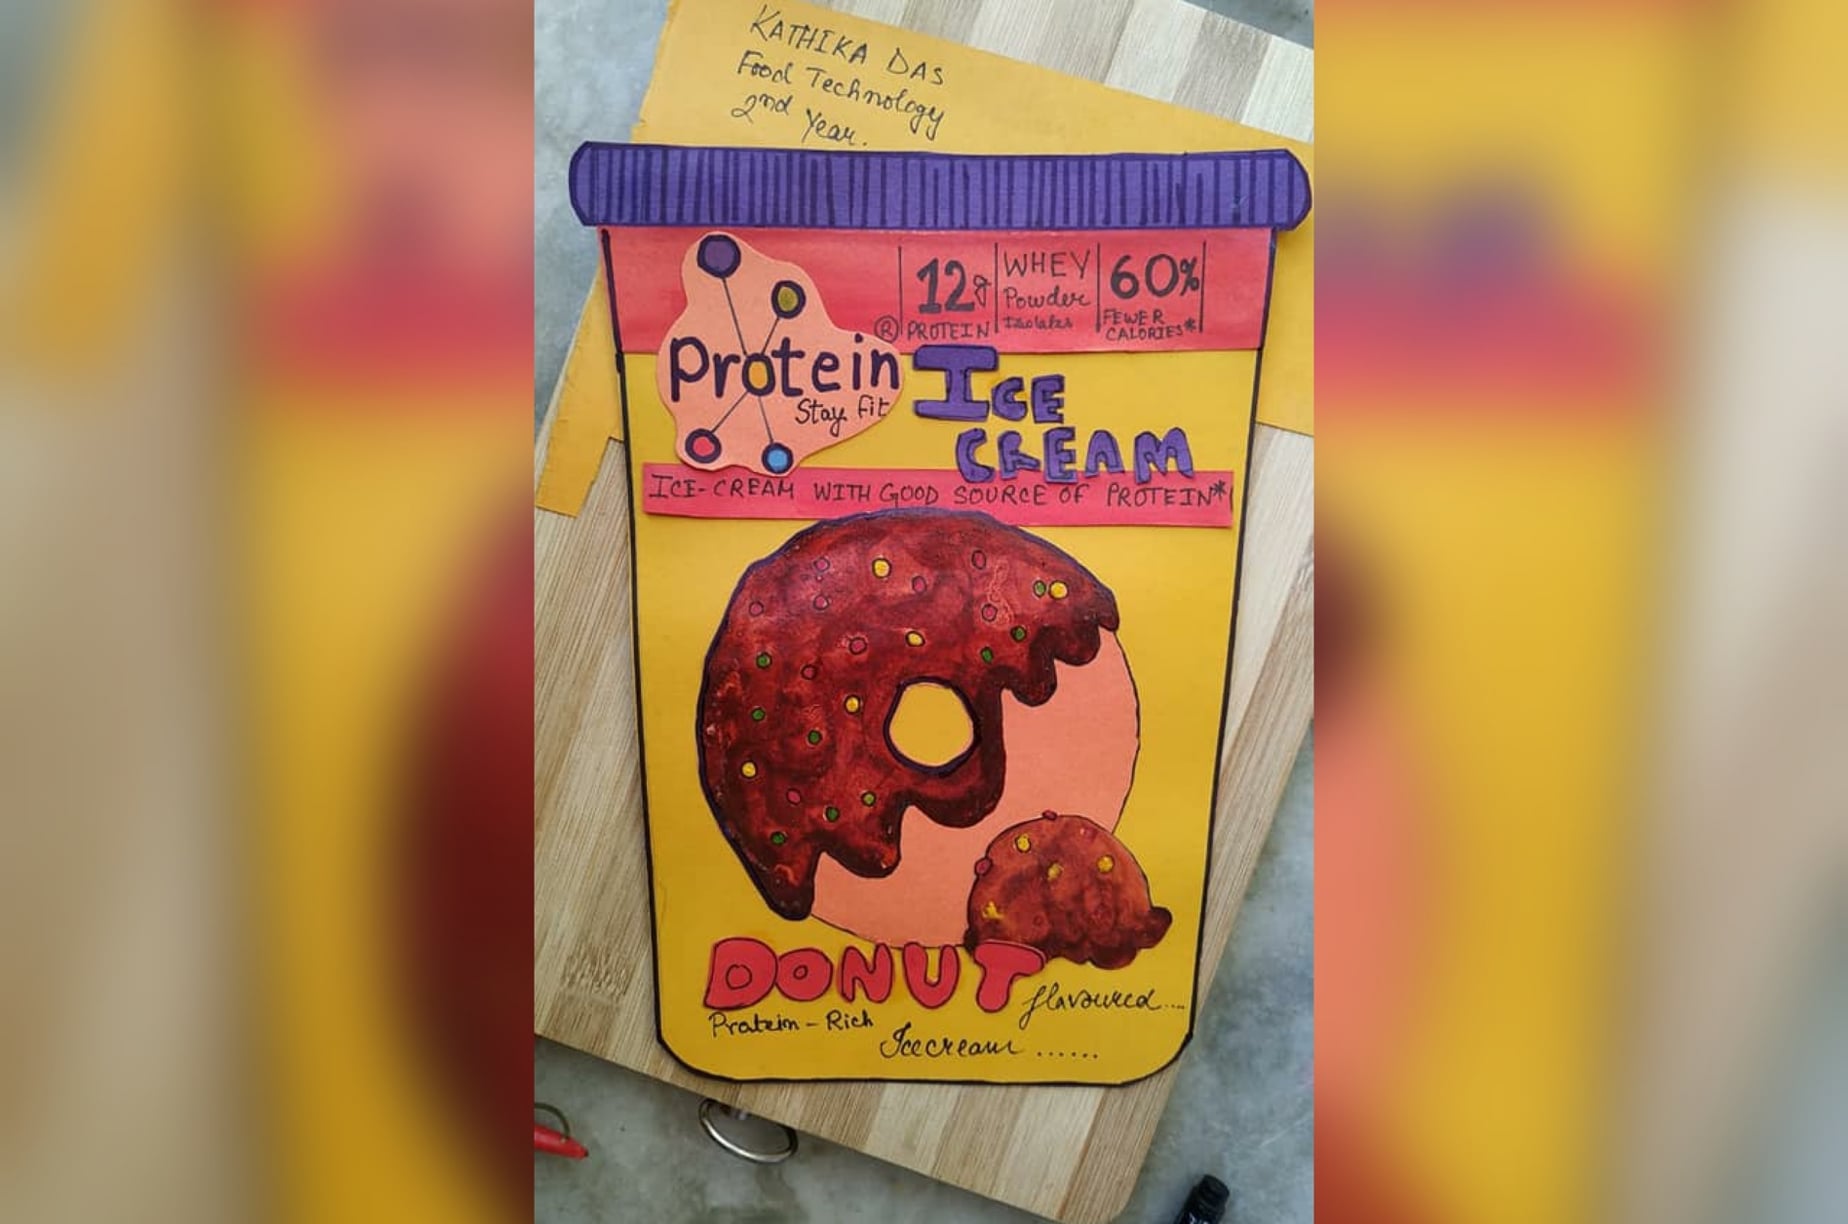 KATHIKA DAS
Food Technology
2nd Year.
12g
PROTEIN
WHEY
Powder
Isolates
60%
FEWER
CALORIES*
®
Protein
Stay Fit
ICE
CREAM
ICE-CREAM WITH GOOD SOURCE OF PROTEIN*
DONUT flavoured....
Protein - Rich
Icecream ......